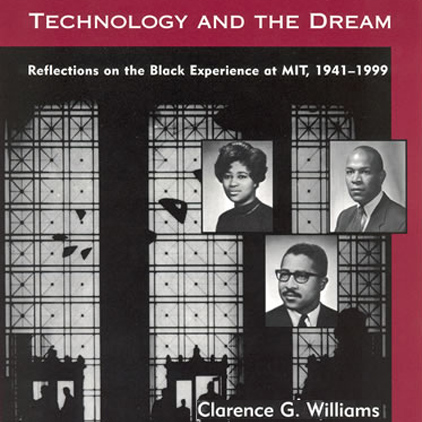 TECHNOLOGY AND THE DREAM
Reflections on the Black Experience at MIT, 1941–1999
Clarence G. Williams